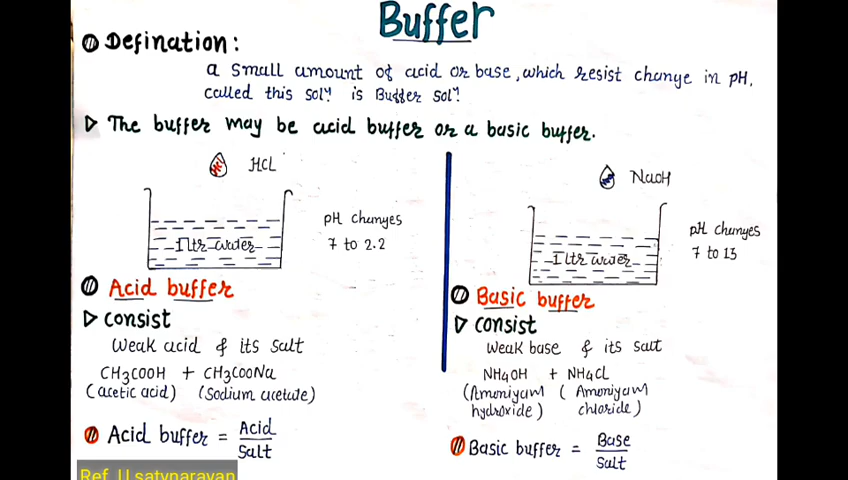 Buffer
Defination:
a small amount of acid or base, which resist change in pH,
called this solⁿ. is Buffer solⁿ.
The buffer may be acid buffer or a basic buffer.
HCL
pH changes
7 to 2.2
1 ltr water
Acid buffer
consist
Weak acid & its salt
CH3COOH + CH3COONa
(acetic acid) (Sodium acetate)
Acid buffer = Acid
Salt
NaoH
pH changes
7 to 13
1 ltr water
Basic buffer
consist
Weak base & its salt
NH4OH + NH4CL
(Amoniyam (Amoniyam
hydroxide) chloride)
Basic buffer = Base
Salt
Ref. U satynarayan